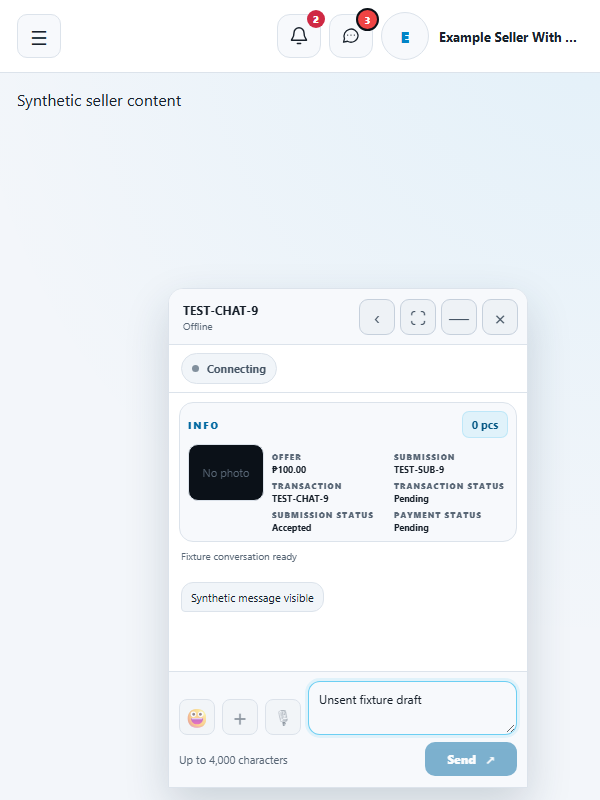 2
3
E
Example Seller With ...
Synthetic seller content
TEST-CHAT-9
Offline
Connecting
INFO
0 pcs
No photo
OFFER
₱100.00
SUBMISSION
TEST-SUB-9
TRANSACTION
TEST-CHAT-9
TRANSACTION STATUS
Pending
SUBMISSION STATUS
Accepted
PAYMENT STATUS
Pending
Fixture conversation ready
Synthetic message visible
Unsent fixture draft
Up to 4,000 characters
Send ↗